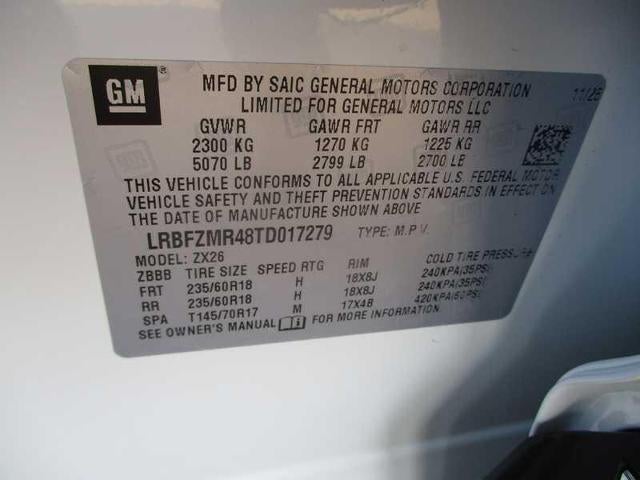 GM
MFD BY SAIC GENERAL MOTORS CORPORATION 11/25
LIMITED FOR GENERAL MOTORS LLC
GVWR GAWR FRT GAWR RR
2300 KG 1270 KG 1225 KG
5070 LB 2799 LB 2700 LB
THIS VEHICLE CONFORMS TO ALL APPLICABLE U.S. FEDERAL MOTOR
VEHICLE SAFETY AND THEFT PREVENTION STANDARDS IN EFFECT ON
THE DATE OF MANUFACTURE SHOWN ABOVE
LRBFZMR48TD017279 TYPE: M.P.V.
MODEL: ZX26
ZBBB TIRE SIZE SPEED RTG RIM COLD TIRE PRESSURE
FRT 235/60R18 H 18X8J 240KPA(35PSI)
RR 235/60R18 H 18X8J 240KPA(35PSI)
SPA T145/70R17 M 17X4B 420KPA(60PSI)
SEE OWNER'S MANUAL FOR MORE INFORMATION